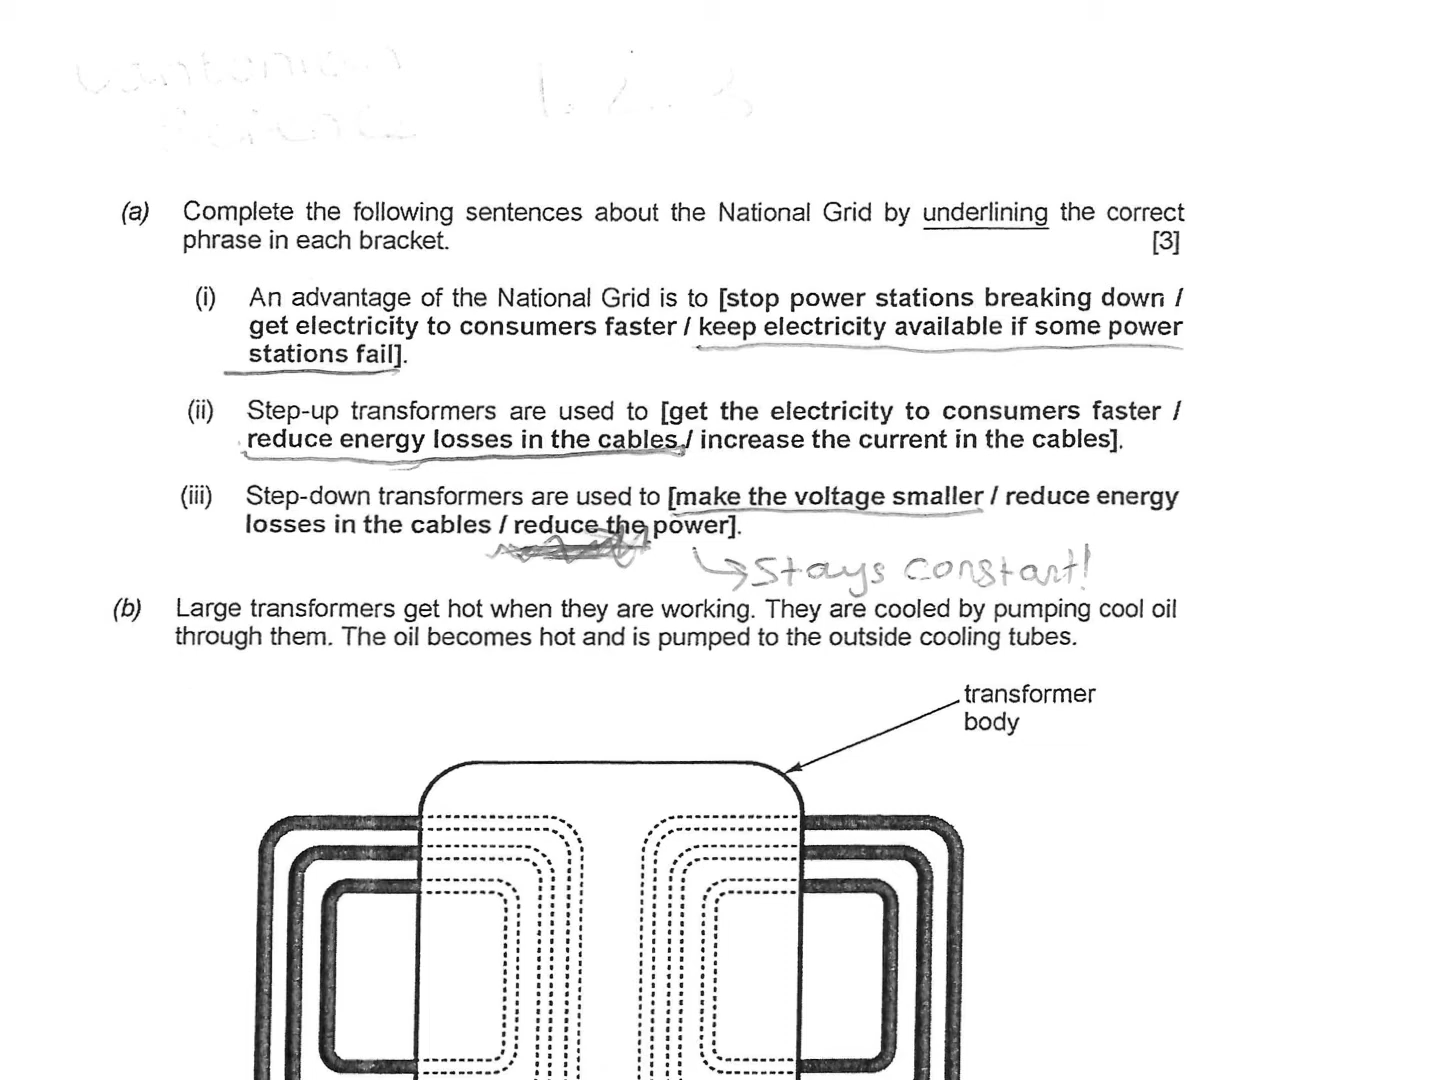 (a) Complete the following sentences about the National Grid by underlining the correct
phrase in each bracket. [3]
(i) An advantage of the National Grid is to [stop power stations breaking down /
get electricity to consumers faster / keep electricity available if some power
stations fail].
(ii) Step-up transformers are used to [get the electricity to consumers faster /
reduce energy losses in the cables / increase the current in the cables].
(iii) Step-down transformers are used to [make the voltage smaller / reduce energy
losses in the cables / reduce the power].
Stays constant!
(b) Large transformers get hot when they are working. They are cooled by pumping cool oil
through them. The oil becomes hot and is pumped to the outside cooling tubes.
transformer
body